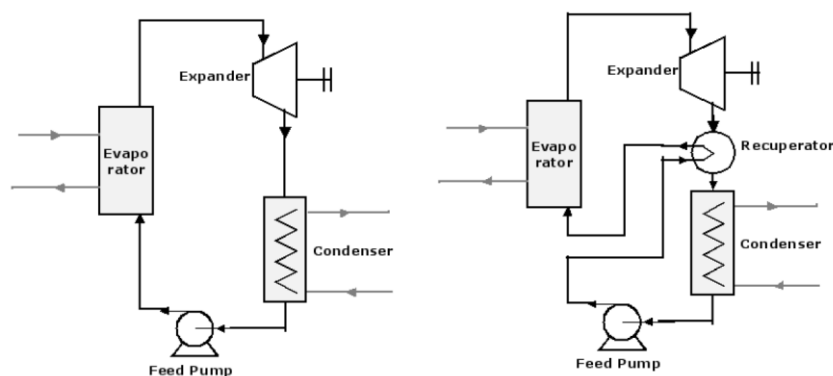 Expander
Evapo
rator
Condenser
Feed Pump
Expander
Recuperator
Evapo
rator
Condenser
Feed Pump